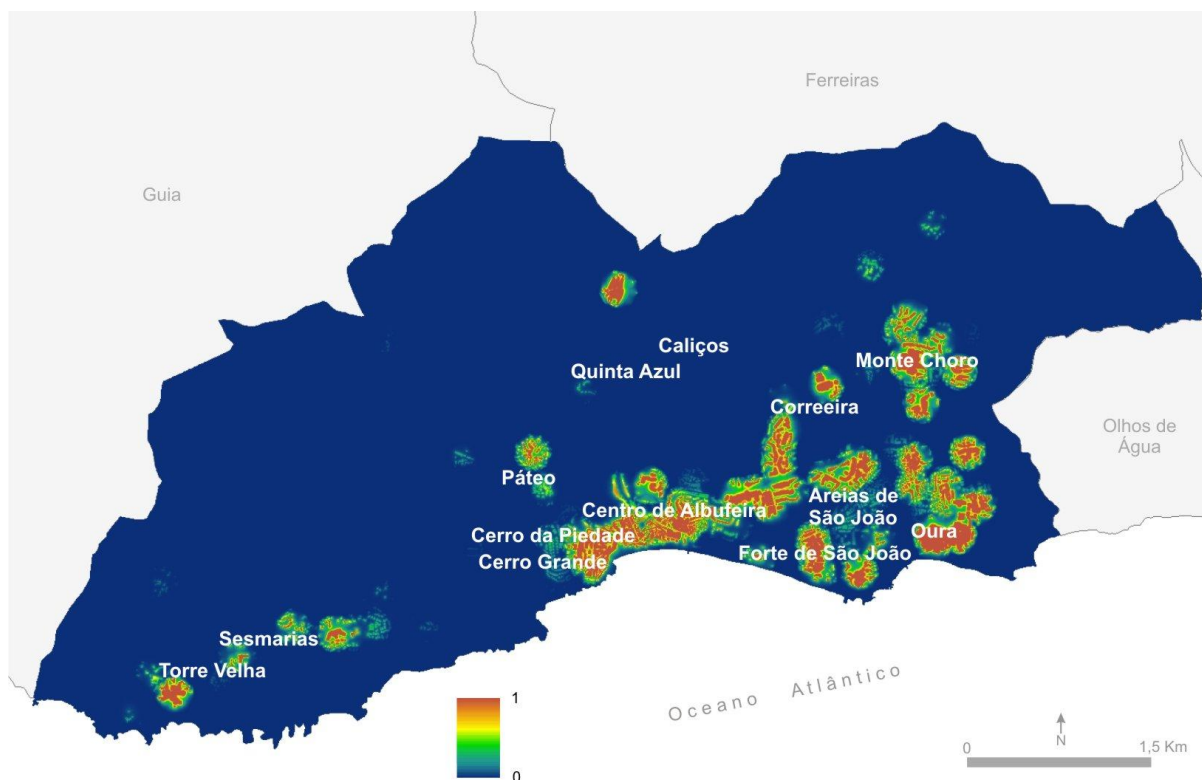 Ferreiras
Guia
Caliços
Quinta Azul
Monte Choro
Correeira
Olhos de
Água
Páteo
Centro de Albufeira
Areias de
São João
Cerro da Piedade
Oura
Cerro Grande
Forte de São João
Sesmarias
Torre Velha
Oceano Atlântico
1
0
N
0
1,5 Km